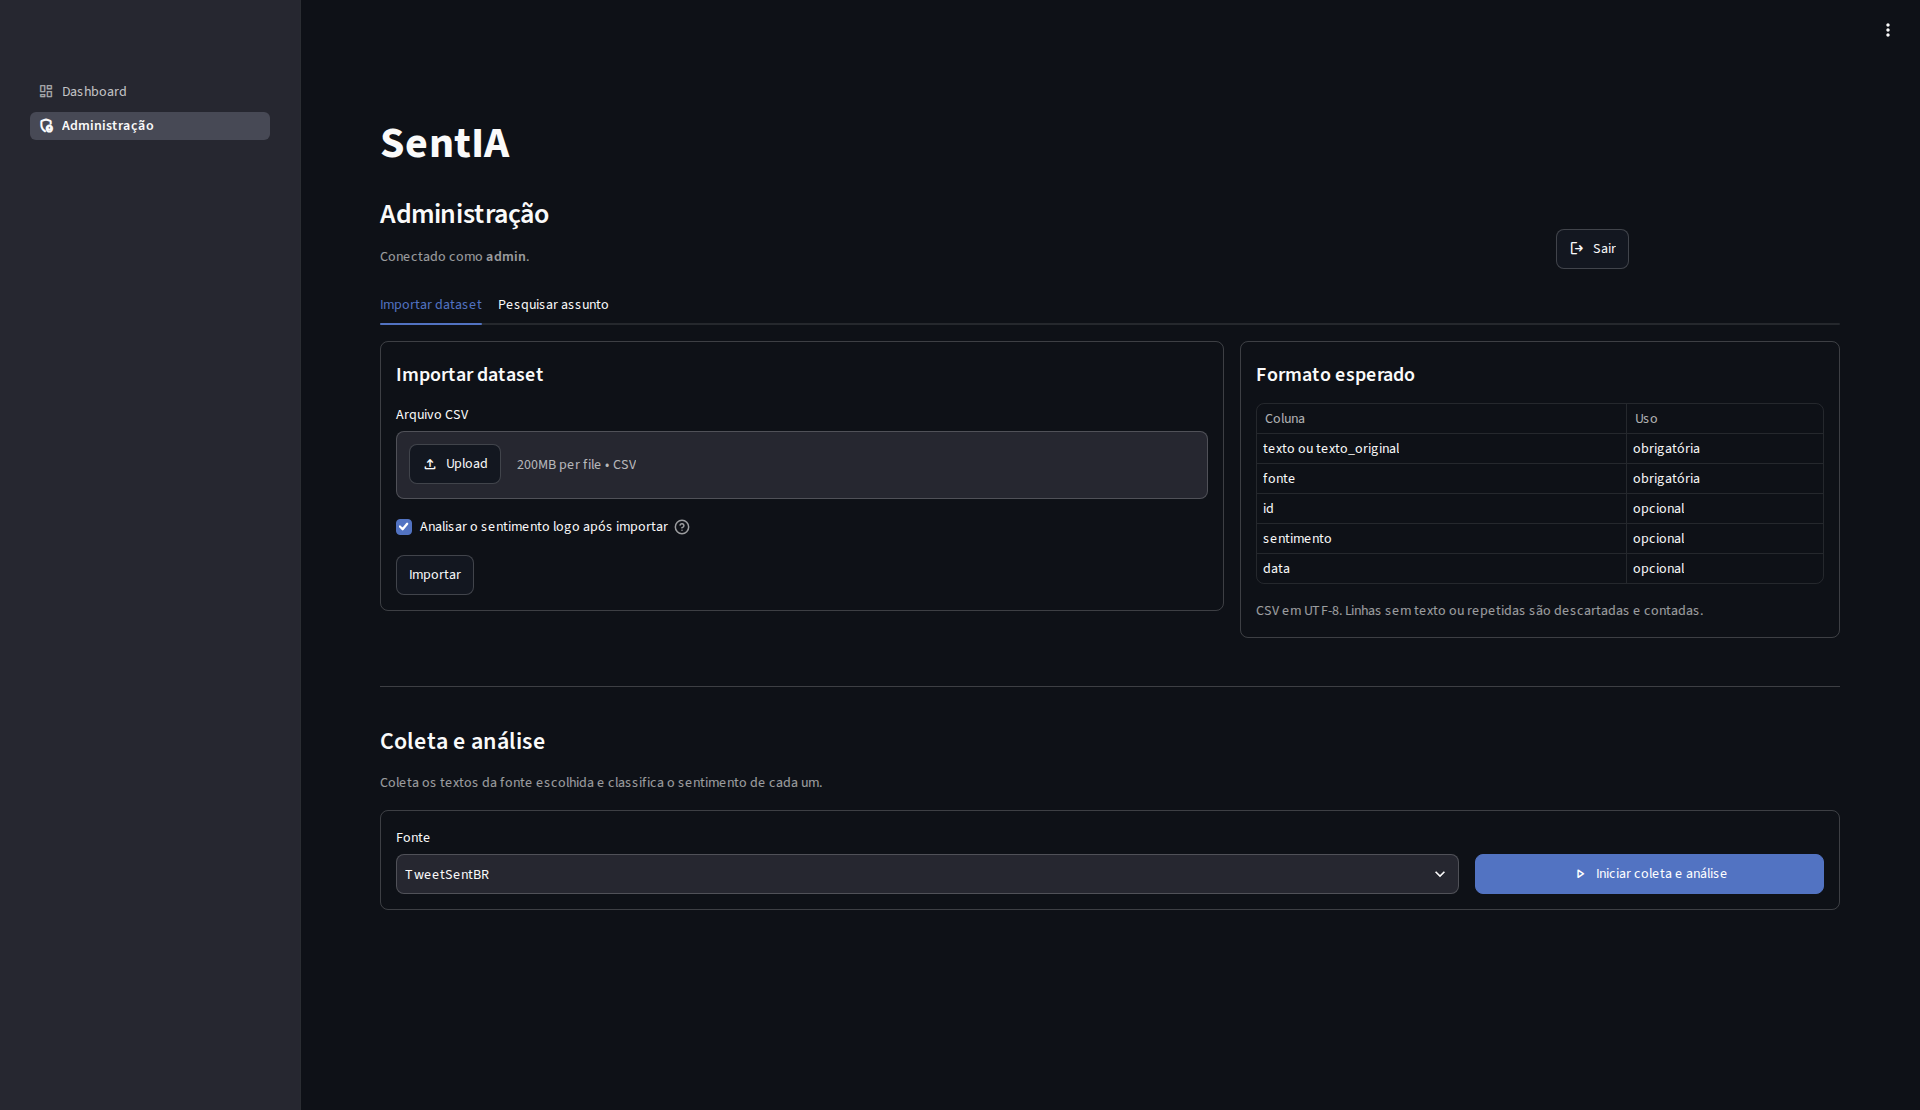 Dashboard
Administração
SentIA
Administração
Conectado como admin.
Sair
Importar dataset
Pesquisar assunto
Importar dataset
Arquivo CSV
Upload
200MB per file • CSV
Analisar o sentimento logo após importar
Importar
Formato esperado
Coluna Uso
texto ou texto_original obrigatória
fonte obrigatória
id opcional
sentimento opcional
data opcional
CSV em UTF-8. Linhas sem texto ou repetidas são descartadas e contadas.
Coleta e análise
Coleta os textos da fonte escolhida e classifica o sentimento de cada um.
Fonte
TweetSentBR
Iniciar coleta e análise